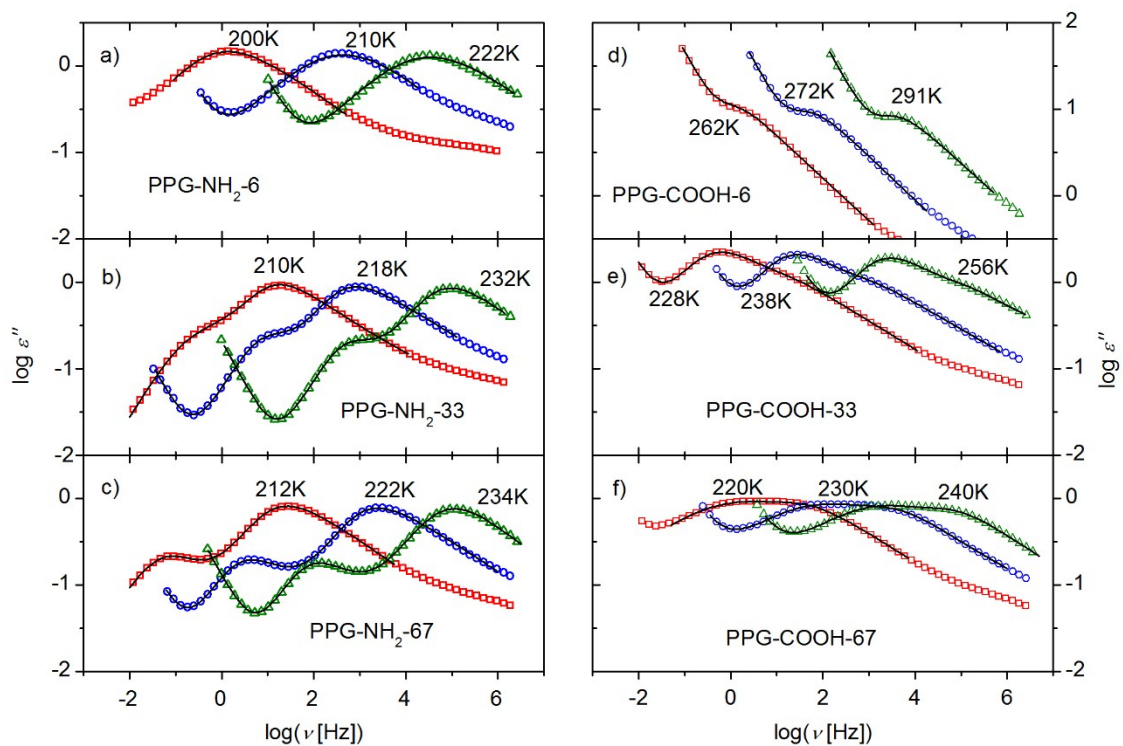 a)
200K
210K
222K
PPG-NH₂-6
0
-1
-2
b)
210K
218K
232K
PPG-NH₂-33
0
-1
-2
c)
212K
222K
234K
PPG-NH₂-67
0
-1
-2
log ε′′
-2
0
2
4
6
log(ν [Hz])
d)
262K
272K
291K
PPG-COOH-6
2
1
0
e)
228K
238K
256K
PPG-COOH-33
0
-1
-2
f)
220K
230K
240K
PPG-COOH-67
0
-1
-2
log ε′′
-2
0
2
4
6
log(ν [Hz])
ε′′